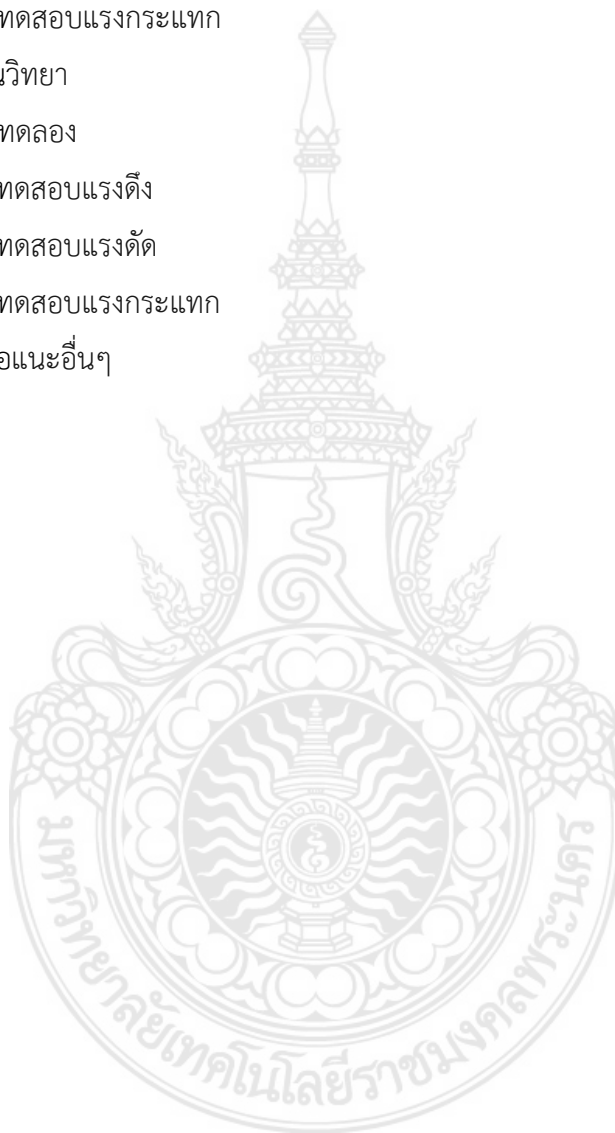 ทดสอบแรงกระแทก
นวิทยา
ทดลอง
ทดสอบแรงดึง
ทดสอบแรงดัด
ทดสอบแรงกระแทก
อแนะอื่นๆ
มหาวิทยาลัยเทคโนโลยีราชมงคลพระนคร